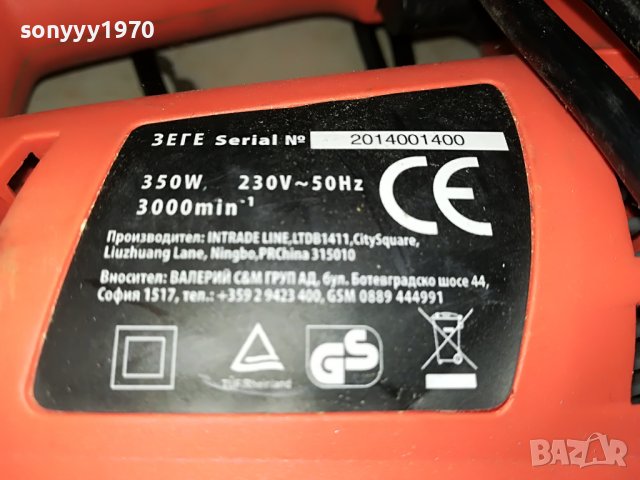 sonyyy1970
ЗЕГЕ Serial № 2014001400
350W 230V~50Hz
3000min⁻¹
CE
Производител: INTRADE LINE,LTDB1411,CitySquare,
Liuzhuang Lane, Ningbo,PRChina 315010
Вносител: ВАЛЕРИЙ С&М ГРУП АД, бул. Ботевградско шосе 44,
София 1517, тел.: +359 2 9423 400, GSM 0889 444991
TÜF/Rheinland
GS
BAZAR